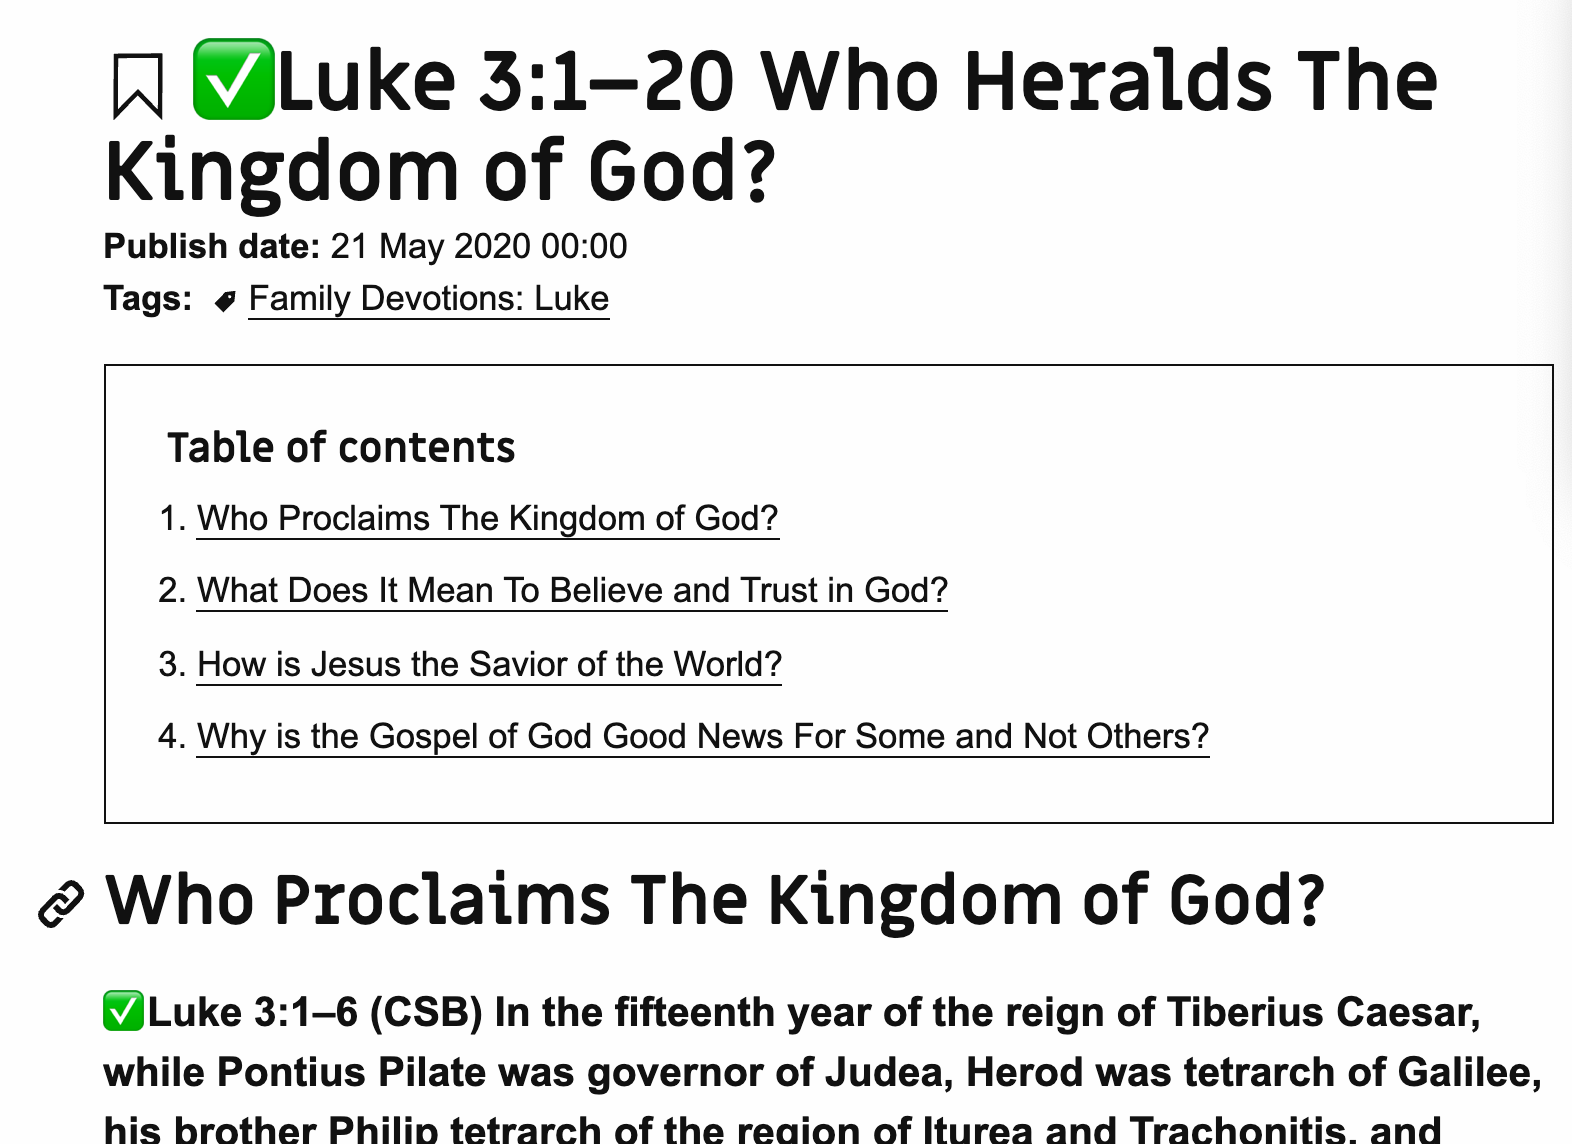 ✅Luke 3:1–20 Who Heralds The
Kingdom of God?
Publish date: 21 May 2020 00:00
Tags: Family Devotions: Luke
Table of contents
1. Who Proclaims The Kingdom of God?
2. What Does It Mean To Believe and Trust in God?
3. How is Jesus the Savior of the World?
4. Why is the Gospel of God Good News For Some and Not Others?
Who Proclaims The Kingdom of God?
✅Luke 3:1–6 (CSB) In the fifteenth year of the reign of Tiberius Caesar,
while Pontius Pilate was governor of Judea, Herod was tetrarch of Galilee,
his brother Philip tetrarch of the region of Iturea and Trachonitis, and